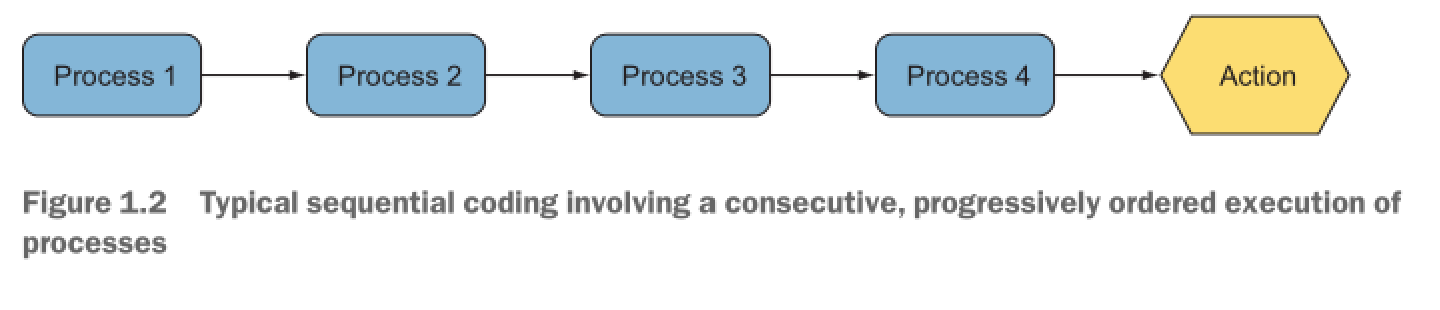 Process 1
Process 2
Process 3
Process 4
Action
Figure 1.2 Typical sequential coding involving a consecutive, progressively ordered execution of
processes